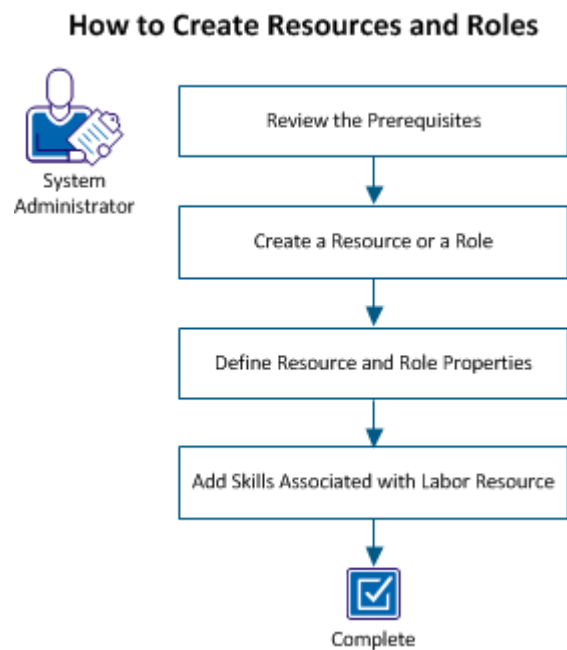 How to Create Resources and Roles
System
Administrator
Review the Prerequisites
Create a Resource or a Role
Define Resource and Role Properties
Add Skills Associated with Labor Resource
Complete